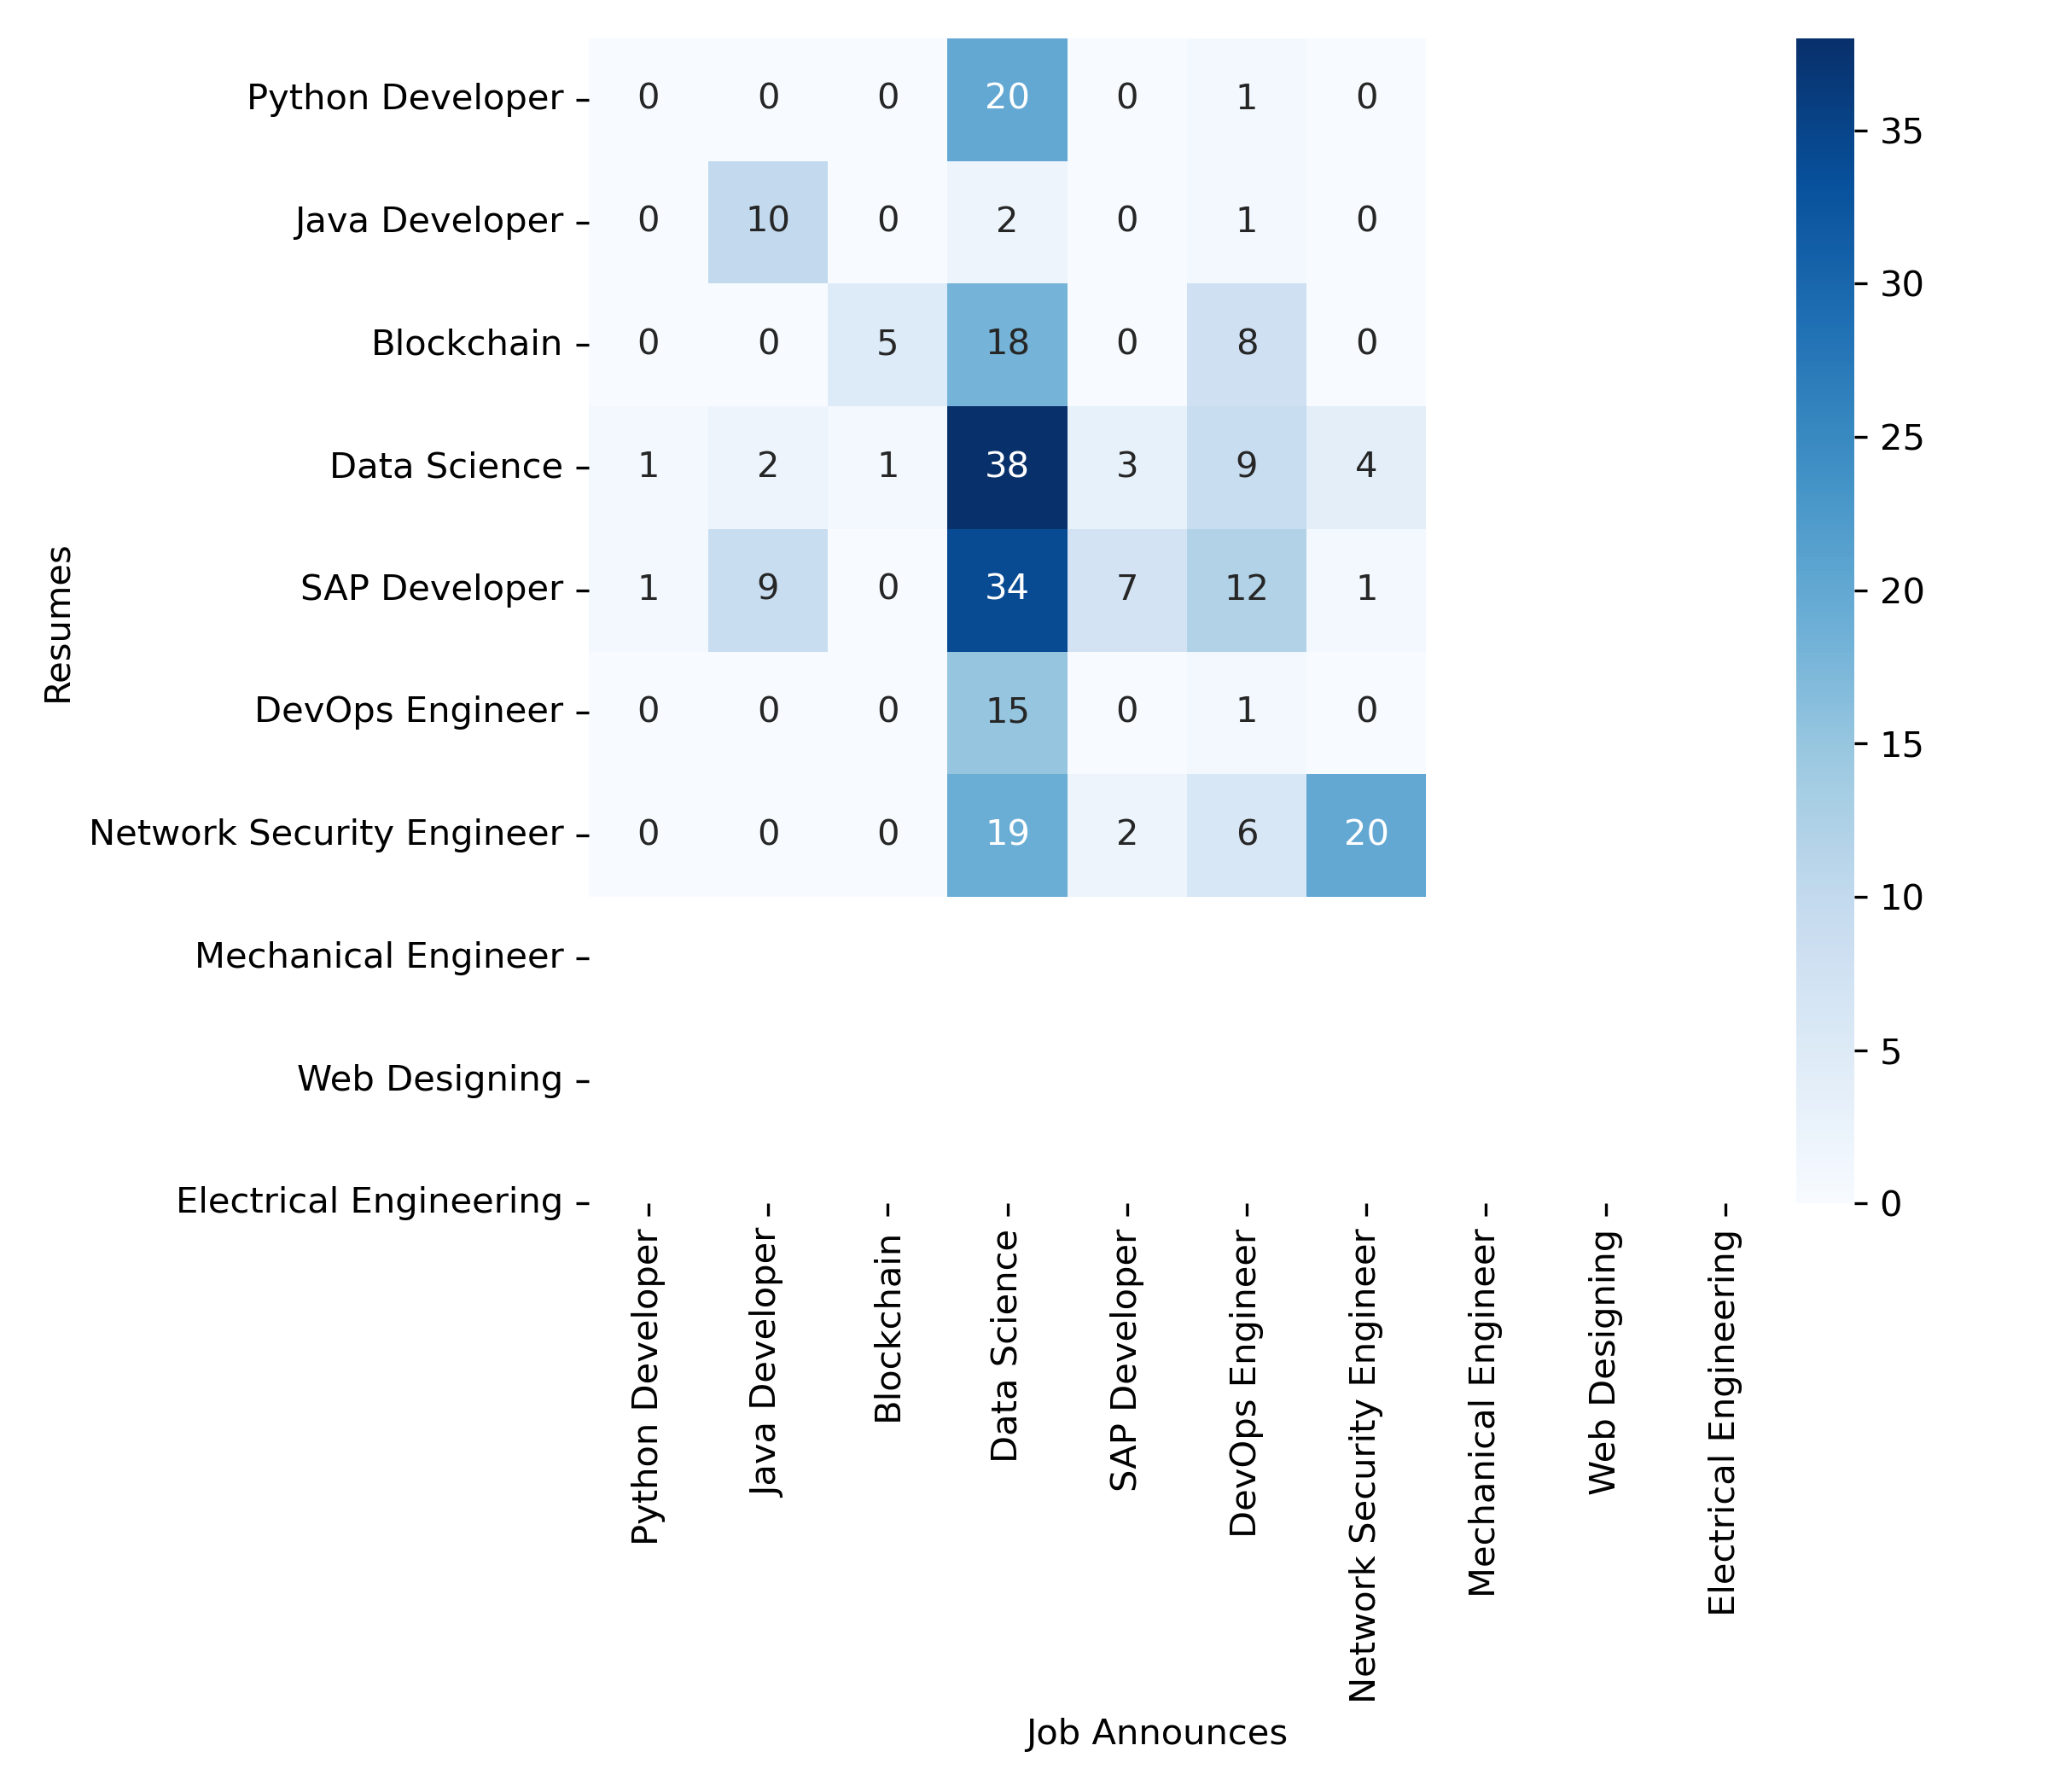 Python Developer 0 0 0 20 0 1 0
35
Java Developer 0 10 0 2 0 1 0
30
Blockchain 0 0 5 18 0 8 0
25
Data Science 1 2 1 38 3 9 4
SAP Developer 1 9 0 34 7 12 1
20
Resumes
DevOps Engineer 0 0 0 15 0 1 0
15
Network Security Engineer 0 0 0 19 2 6 20
10
Mechanical Engineer
5
Web Designing
Electrical Engineering
0
Python Developer
Java Developer
Blockchain
Data Science
SAP Developer
DevOps Engineer
Network Security Engineer
Mechanical Engineer
Web Designing
Electrical Engineering
Job Announces